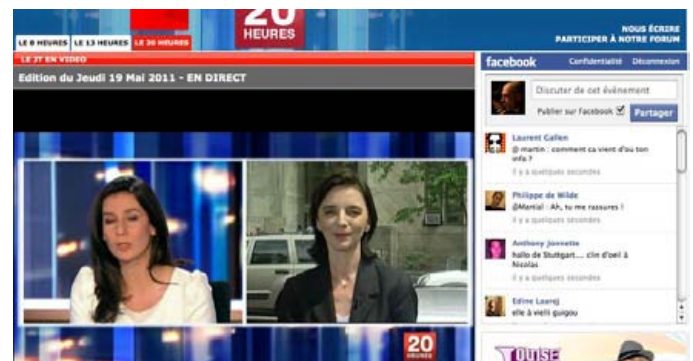 20
HEURES
LE 8 HEURES
LE 13 HEURES
LE 20 HEURES
NOUS ÉCRIRE
PARTICIPER À NOTRE FORUM
LE JT EN VIDEO
Edition du Jeudi 19 Mai 2011 - EN DIRECT
20
HEURES
facebook
Confidentialité
Déconnexion
Discuter de cet évènement
Publier sur Facebook
Partager
Laurent Gallen
@ martin : comment ca vient d'ou ton
info ?
il y a quelques secondes
Philippe de Wilde
@Martial : Ah, tu me rassures !
il y a quelques secondes
Anthony Jonnette
hallo de Stuttgart.... clin d'oeil à
Nicolas
il y a quelques secondes
Edine Laaroj
elle à vielli guigou